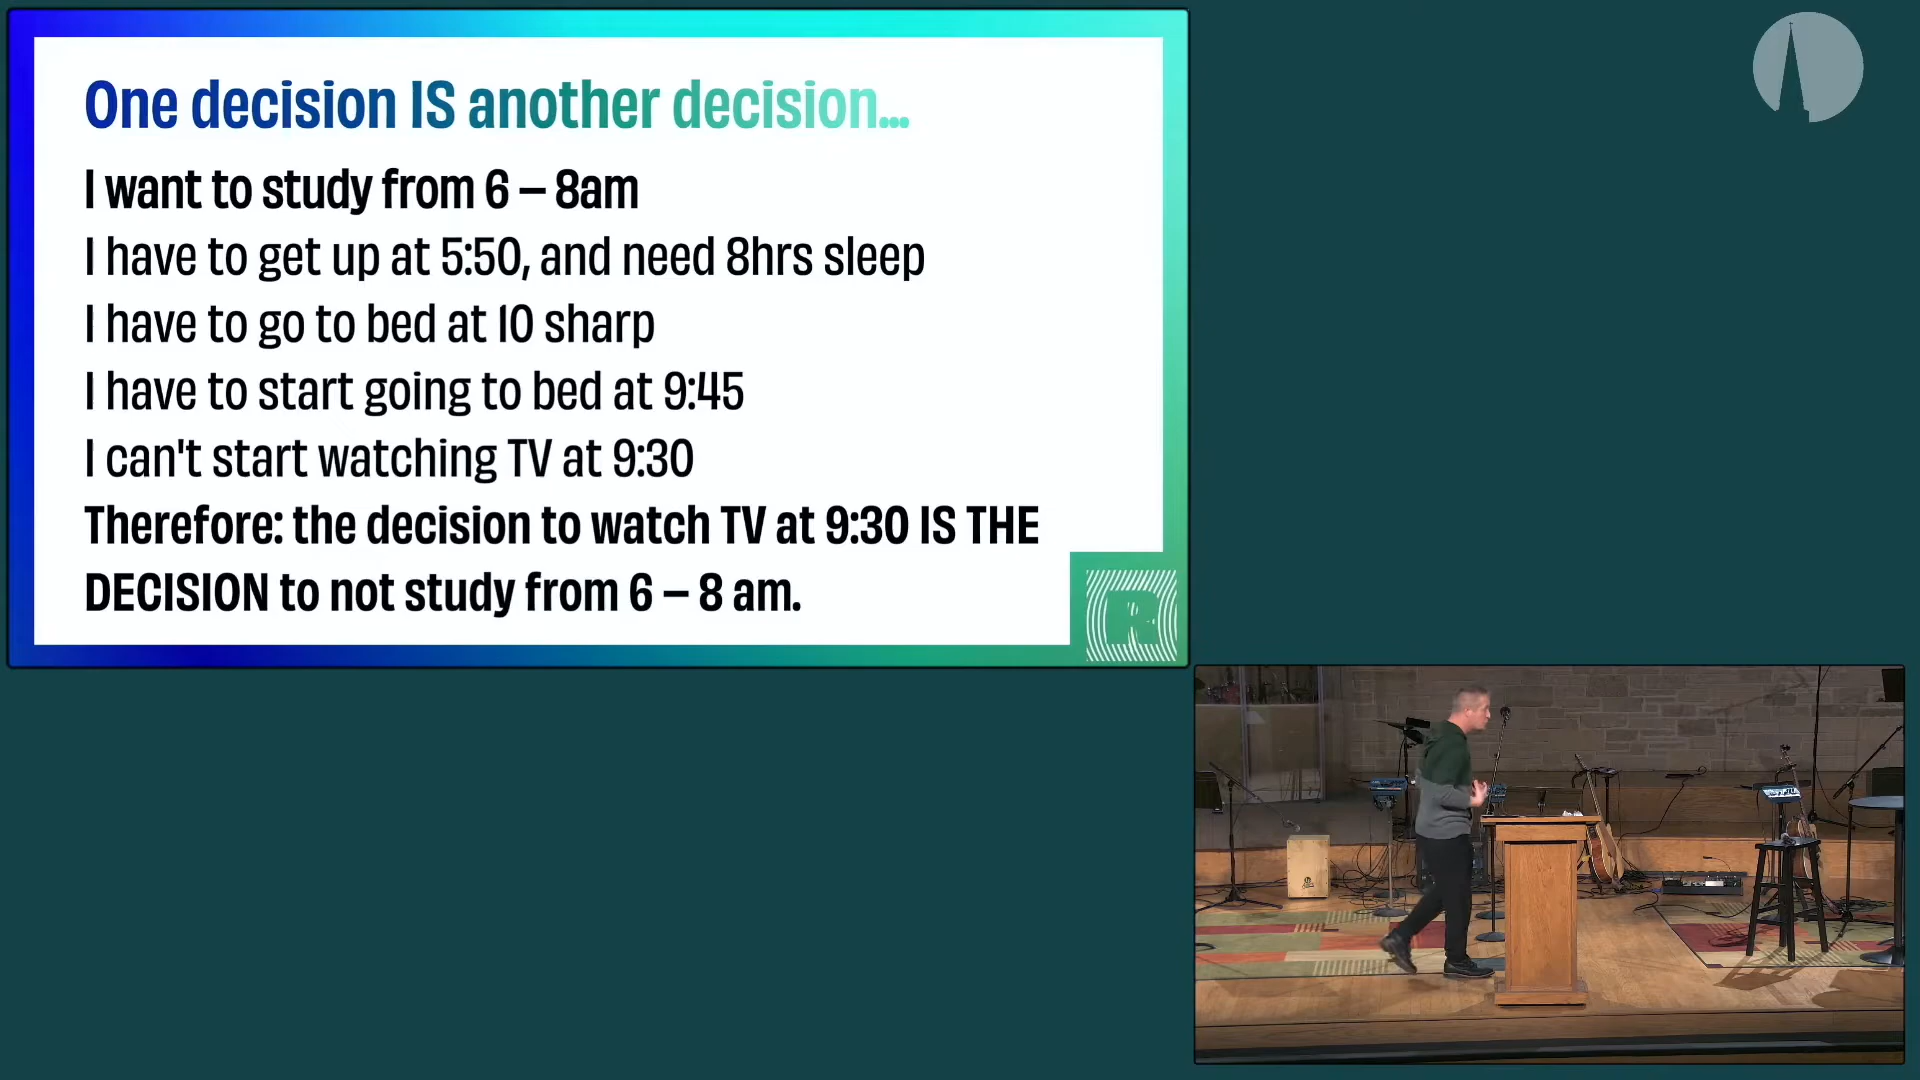 One decision IS another decision...
I want to study from 6 – 8am
I have to get up at 5:50, and need 8hrs sleep
I have to go to bed at 10 sharp
I have to start going to bed at 9:45
I can't start watching TV at 9:30
Therefore: the decision to watch TV at 9:30 IS THE
DECISION to not study from 6 – 8 am.
R